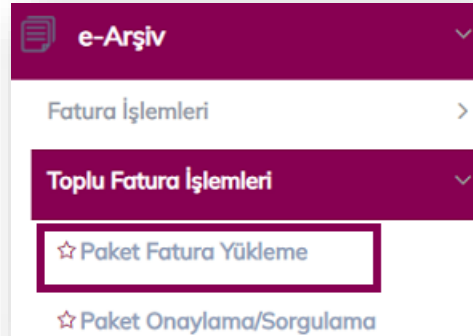 e-Arşiv
Fatura İşlemleri
Toplu Fatura İşlemleri
Paket Fatura Yükleme
Paket Onaylama/Sorgulama